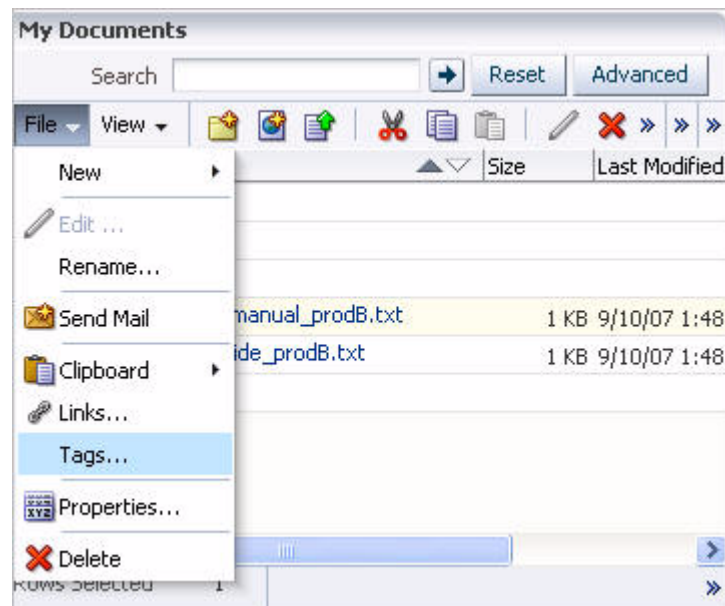 My Documents
Search Reset Advanced
File View » » »
Size Last Modified
New
Edit ...
Rename...
manual_prodB.txt 1 KB 9/10/07 1:48
Send Mail
ide_prodB.txt 1 KB 9/10/07 1:48
Clipboard
Links...
Tags...
Properties...
Delete
Rows Selected 1 »